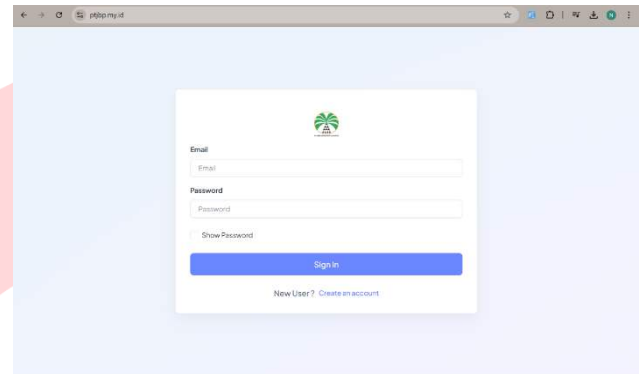 ptjbp.my.id
N
Email
Email
Password
Password
Show Password
Sign In
New User ? Create an account